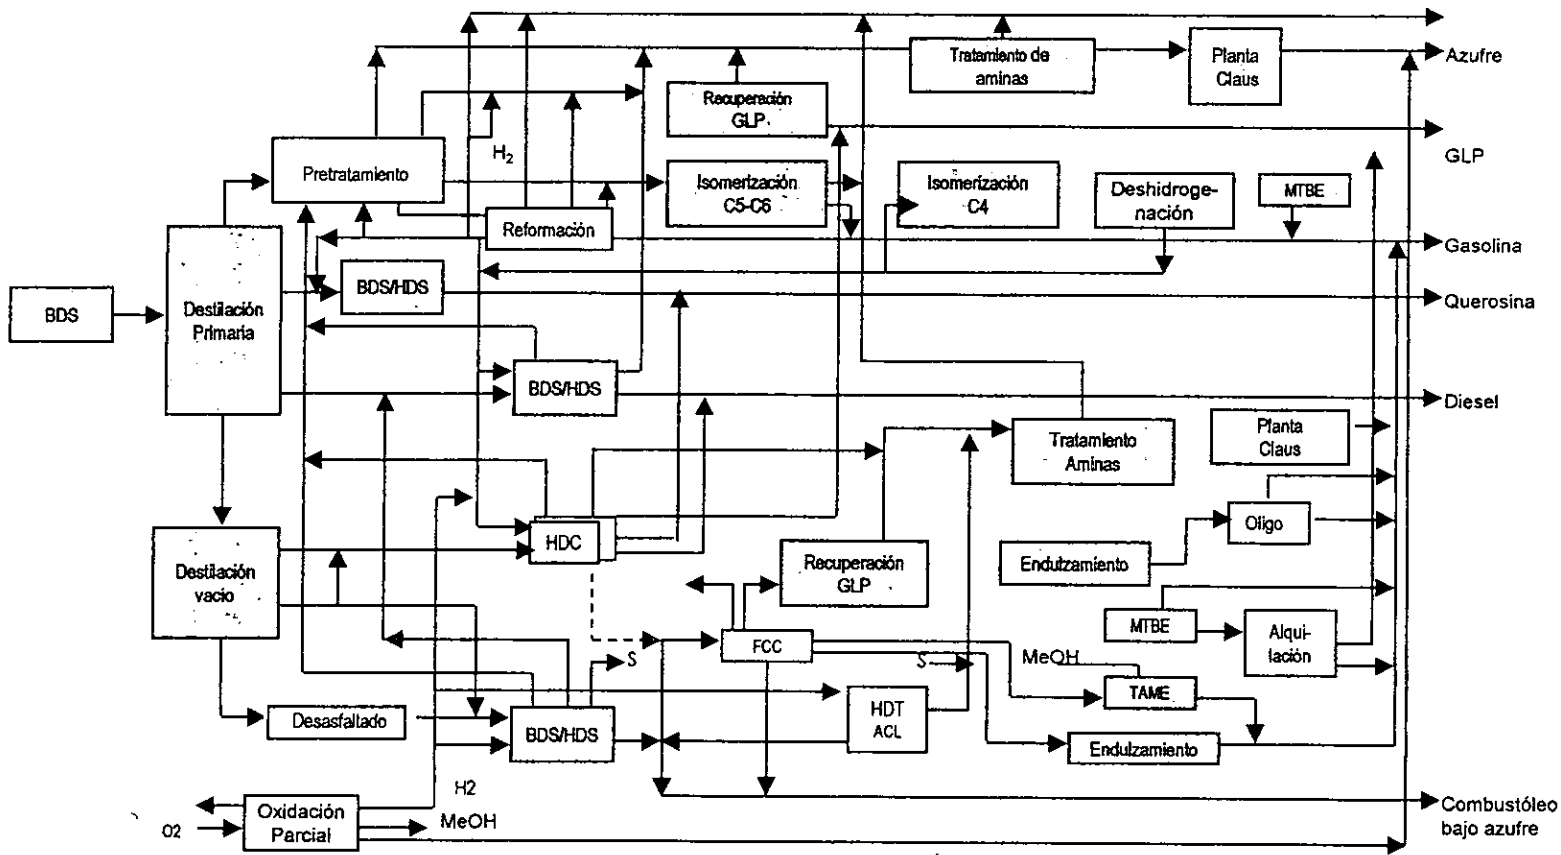 Tratamiento de
aminas
Planta
Claus
Azufre
Recuperación
GLP
GLP
H2
Pretratamiento
Isomerización
C5-C6
Isomerización
C4
Deshidroge-
nación
MTBE
Reformación
Gasolina
BDS
Destilación
Primaria
BDS/HDS
Querosina
BDS/HDS
Diesel
Tratamiento
Aminas
Planta
Claus
Oligo
HDC
Endulzamiento
Destilación
vacio
Recuperación
GLP
MTBE
Alqui-
lación
FCC
S
S
MeOH
TAME
Desasfaltado
BDS/HDS
HDT
ACL
Endulzamiento
H2
Oxidación
Parcial
O2
MeOH
Combustóleo
bajo azufre